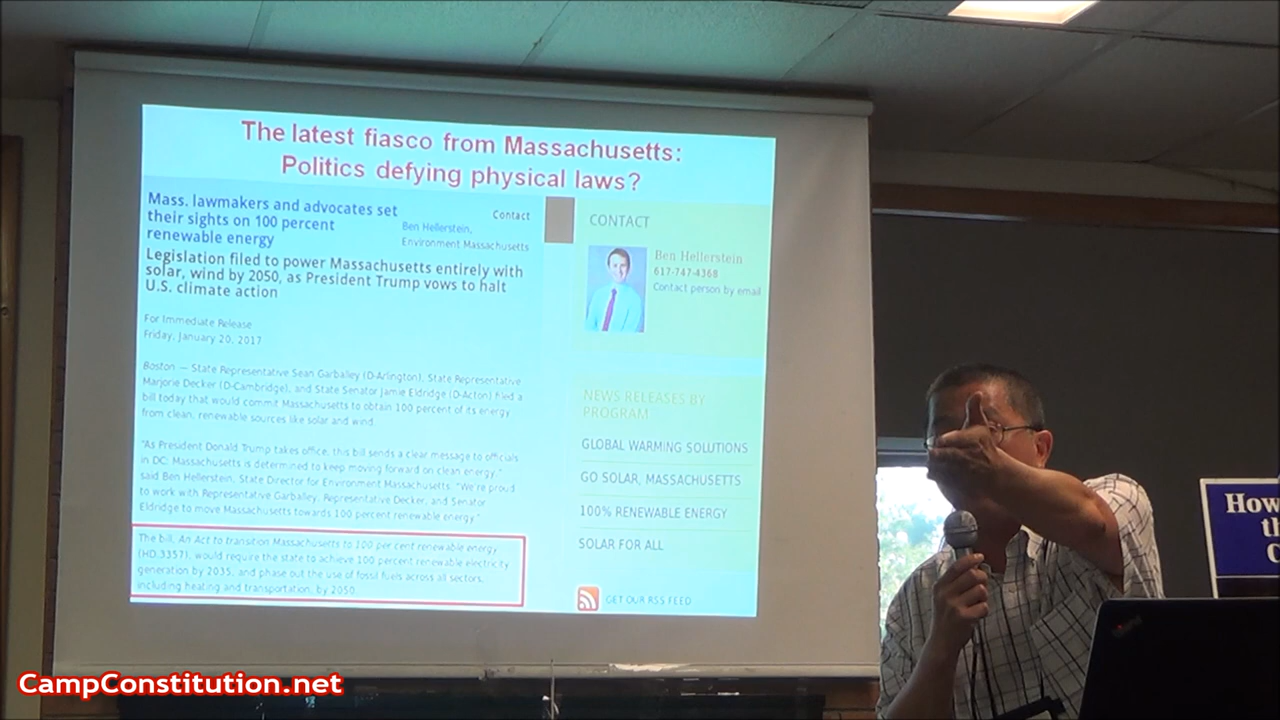 The latest fiasco from Massachusetts:
Politics defying physical laws?
Mass. lawmakers and advocates set
their sights on 100 percent
renewable energy
Contact
Ben Hellerstein,
Environment Massachusetts
Legislation filed to power Massachusetts entirely with
solar, wind by 2050, as President Trump vows to halt
U.S. climate action
For Immediate Release
Friday, January 20, 2017
Boston — State Representative Sean Garballey (D-Arlington), State Representative
Marjorie Decker (D-Cambridge), and State Senator Jamie Eldridge (D-Acton) filed a
bill today that would commit Massachusetts to obtain 100 percent of its energy
from clean, renewable sources like solar and wind.
"As President Donald Trump takes office, this bill sends a clear message to officials
in DC: Massachusetts is determined to keep moving forward on clean energy,"
said Ben Hellerstein, State Director for Environment Massachusetts. "We're proud
to work with Representative Garballey, Representative Decker, and Senator
Eldridge to move Massachusetts towards 100 percent renewable energy."
The bill, An Act to transition Massachusetts to 100 percent renewable energy
(HD.3357), would require the state to achieve 100 percent renewable electricity
generation by 2035, and phase out the use of fossil fuels across all sectors,
including heating and transportation, by 2050.
CONTACT
Ben Hellerstein
617-747-4368
Contact person by email
NEWS RELEASES BY
PROGRAM
GLOBAL WARMING SOLUTIONS
GO SOLAR, MASSACHUSETTS
100% RENEWABLE ENERGY
SOLAR FOR ALL
GET OUR RSS FEED
How
th
C
CampConstitution.net